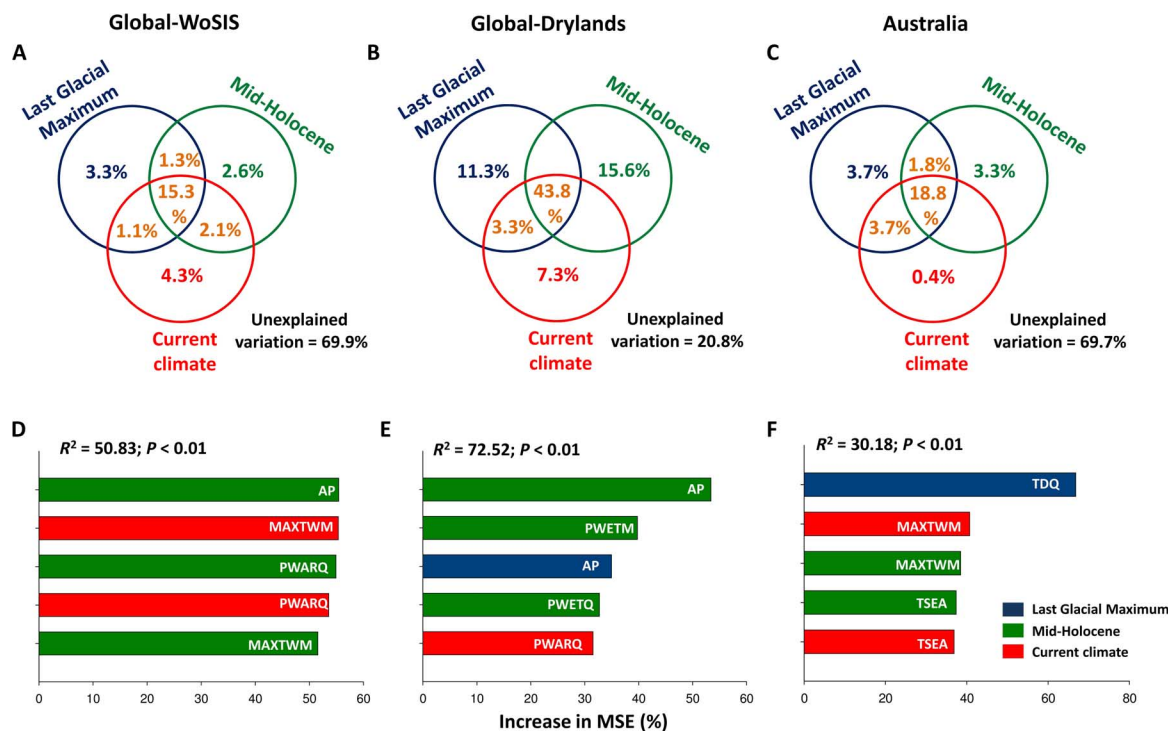 Global-WoSIS
Global-Drylands
Australia
A
Last Glacial
Maximum
Mid-Holocene
3.3%
1.3%
2.6%
15.3
%
1.1%
2.1%
4.3%
Current
climate
Unexplained
variation = 69.9%
B
Last Glacial
Maximum
Mid-Holocene
11.3%
15.6%
43.8
%
3.3%
7.3%
Current
climate
Unexplained
variation = 20.8%
C
Last Glacial
Maximum
Mid-Holocene
3.7%
1.8%
3.3%
18.8
%
3.7%
0.4%
Current
climate
Unexplained
variation = 69.7%
D
R² = 50.83; P < 0.01
AP
MAXTWM
PWARQ
PWARQ
MAXTWM
0 10 20 30 40 50 60
E
R² = 72.52; P < 0.01
AP
PWETM
AP
PWETQ
PWARQ
0 10 20 30 40 50 60
F
R² = 30.18; P < 0.01
TDQ
MAXTWM
MAXTWM
TSEA
TSEA
0 20 40 60 80
Last Glacial Maximum
Mid-Holocene
Current climate
Increase in MSE (%)